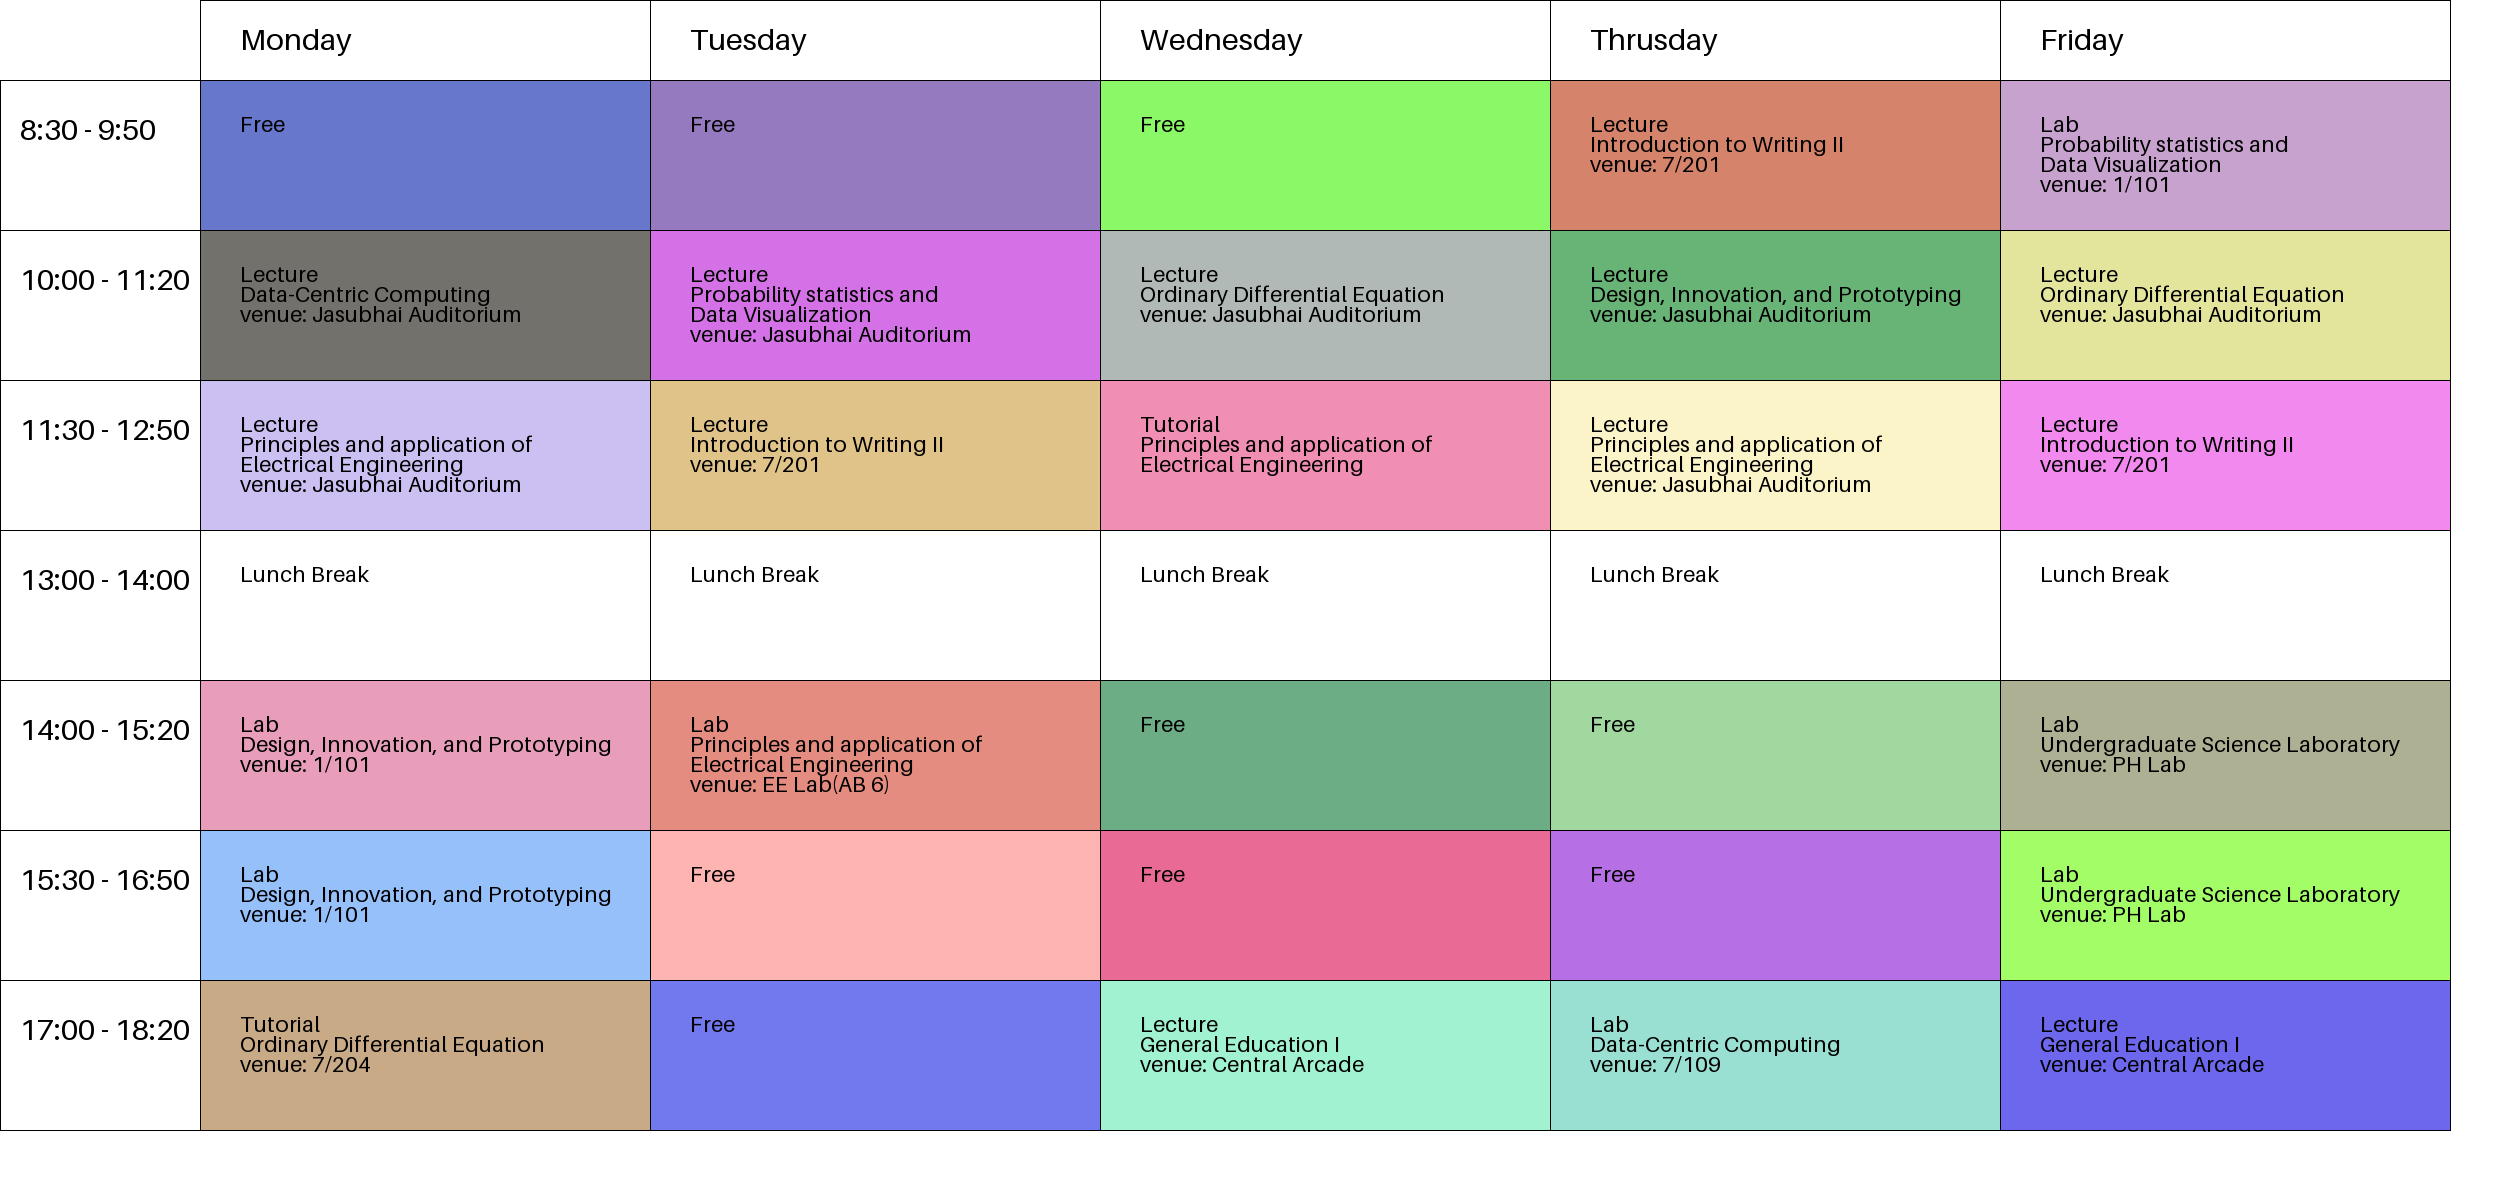 Monday
Tuesday
Wednesday
Thrusday
Friday
8:30 - 9:50
Free
Free
Free
Lecture
Introduction to Writing II
venue: 7/201
Lab
Probability statistics and
Data Visualization
venue: 1/101
10:00 - 11:20
Lecture
Data-Centric Computing
venue: Jasubhai Auditorium
Lecture
Probability statistics and
Data Visualization
venue: Jasubhai Auditorium
Lecture
Ordinary Differential Equation
venue: Jasubhai Auditorium
Lecture
Design, Innovation, and Prototyping
venue: Jasubhai Auditorium
Lecture
Ordinary Differential Equation
venue: Jasubhai Auditorium
11:30 - 12:50
Lecture
Principles and application of
Electrical Engineering
venue: Jasubhai Auditorium
Lecture
Introduction to Writing II
venue: 7/201
Tutorial
Principles and application of
Electrical Engineering
Lecture
Principles and application of
Electrical Engineering
venue: Jasubhai Auditorium
Lecture
Introduction to Writing II
venue: 7/201
13:00 - 14:00
Lunch Break
Lunch Break
Lunch Break
Lunch Break
Lunch Break
14:00 - 15:20
Lab
Design, Innovation, and Prototyping
venue: 1/101
Lab
Principles and application of
Electrical Engineering
venue: EE Lab(AB 6)
Free
Free
Lab
Undergraduate Science Laboratory
venue: PH Lab
15:30 - 16:50
Lab
Design, Innovation, and Prototyping
venue: 1/101
Free
Free
Free
Lab
Undergraduate Science Laboratory
venue: PH Lab
17:00 - 18:20
Tutorial
Ordinary Differential Equation
venue: 7/204
Free
Lecture
General Education I
venue: Central Arcade
Lab
Data-Centric Computing
venue: 7/109
Lecture
General Education I
venue: Central Arcade